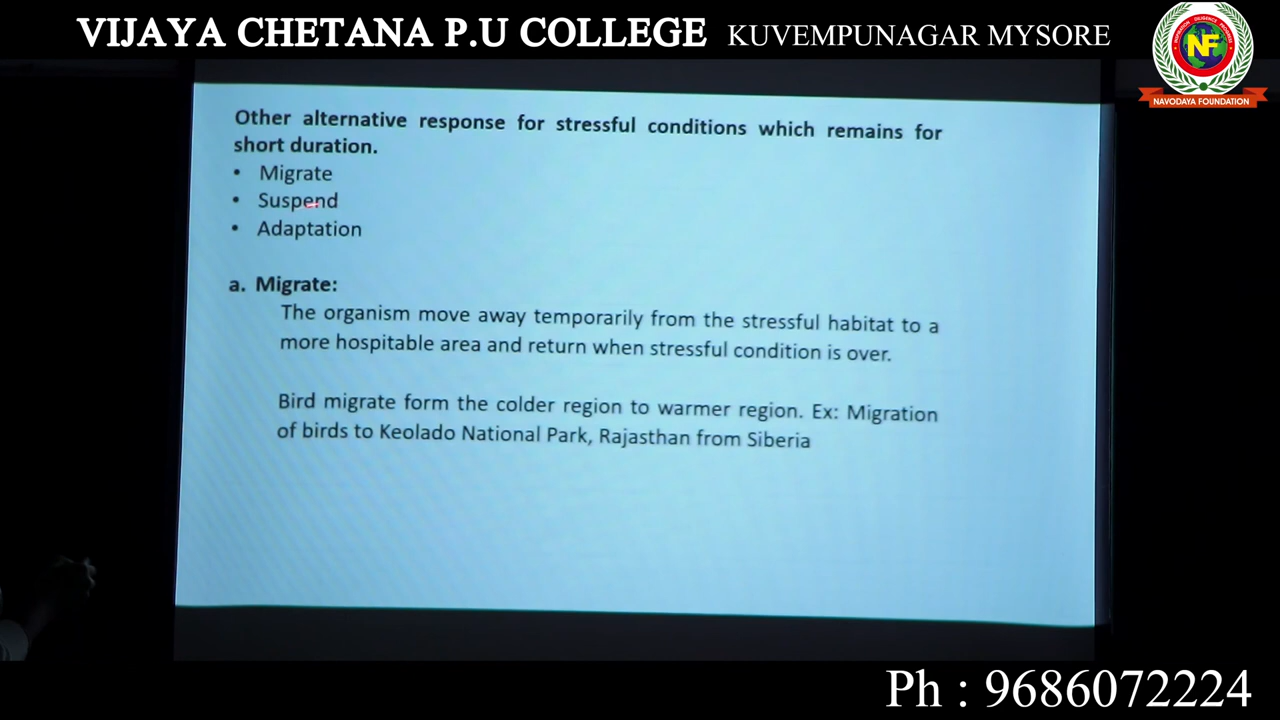 VIJAYA CHETANA P.U COLLEGE KUVEMPUNAGAR MYSORE
NF
NAVODAYA FOUNDATION
Other alternative response for stressful conditions which remains for
short duration.
• Migrate
• Suspend
• Adaptation
a. Migrate:
The organism move away temporarily from the stressful habitat to a
more hospitable area and return when stressful condition is over.
Bird migrate form the colder region to warmer region. Ex: Migration
of birds to Keolado National Park, Rajasthan from Siberia
Ph : 9686072224